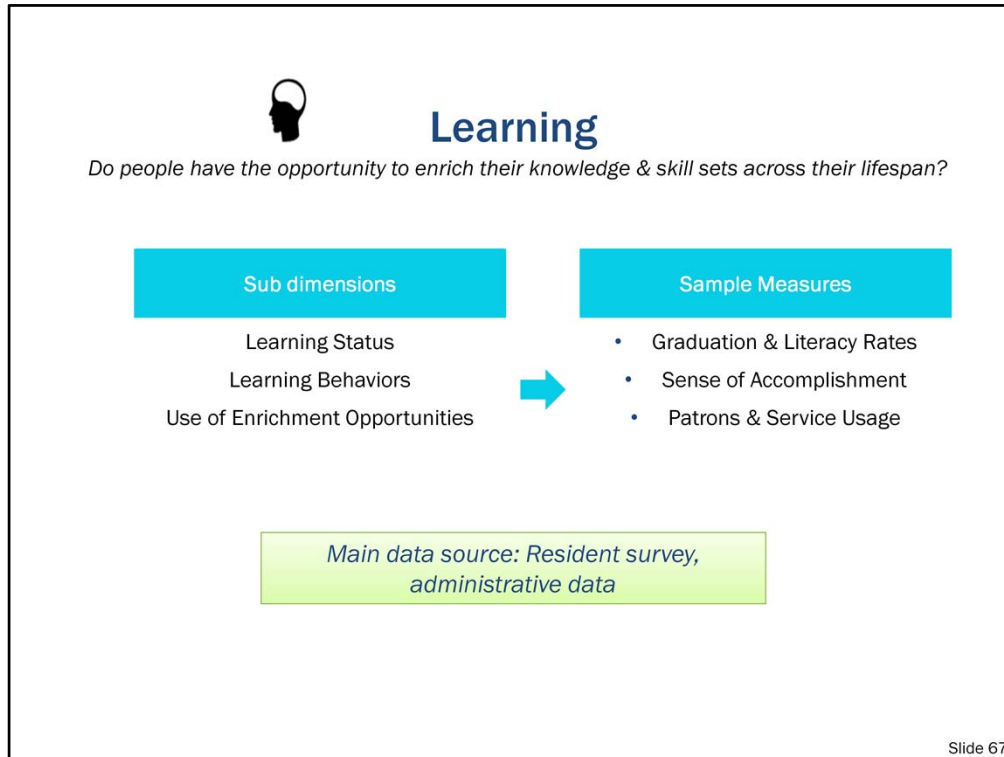 Learning
Do people have the opportunity to enrich their knowledge & skill sets across their lifespan?
Sub dimensions
Learning Status
Learning Behaviors
Use of Enrichment Opportunities
Sample Measures
• Graduation & Literacy Rates
• Sense of Accomplishment
• Patrons & Service Usage
Main data source: Resident survey,
administrative data
Slide 67